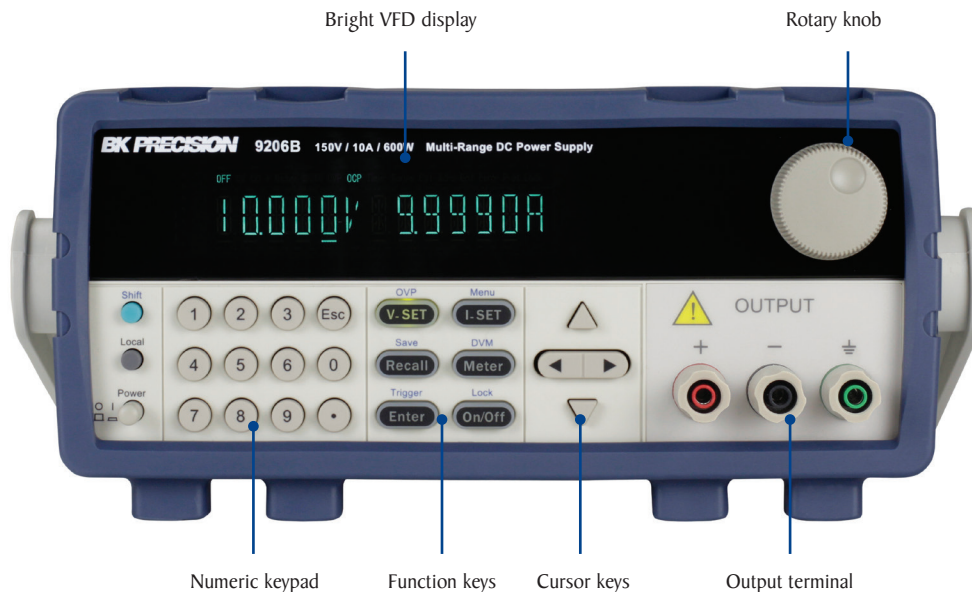 Bright VFD display
Rotary knob
BK PRECISION 9206B 150V / 10A / 600W Multi-Range DC Power Supply
OFF OCP
10.000V 9.9990A
Shift
Local
Power
O I
1 2 3 Esc
4 5 6 0
7 8 9 •
OVP Menu
V-SET I-SET
Save DVM
Recall Meter
Trigger Lock
Enter On/Off
! OUTPUT
+ −
Numeric keypad
Function keys
Cursor keys
Output terminal